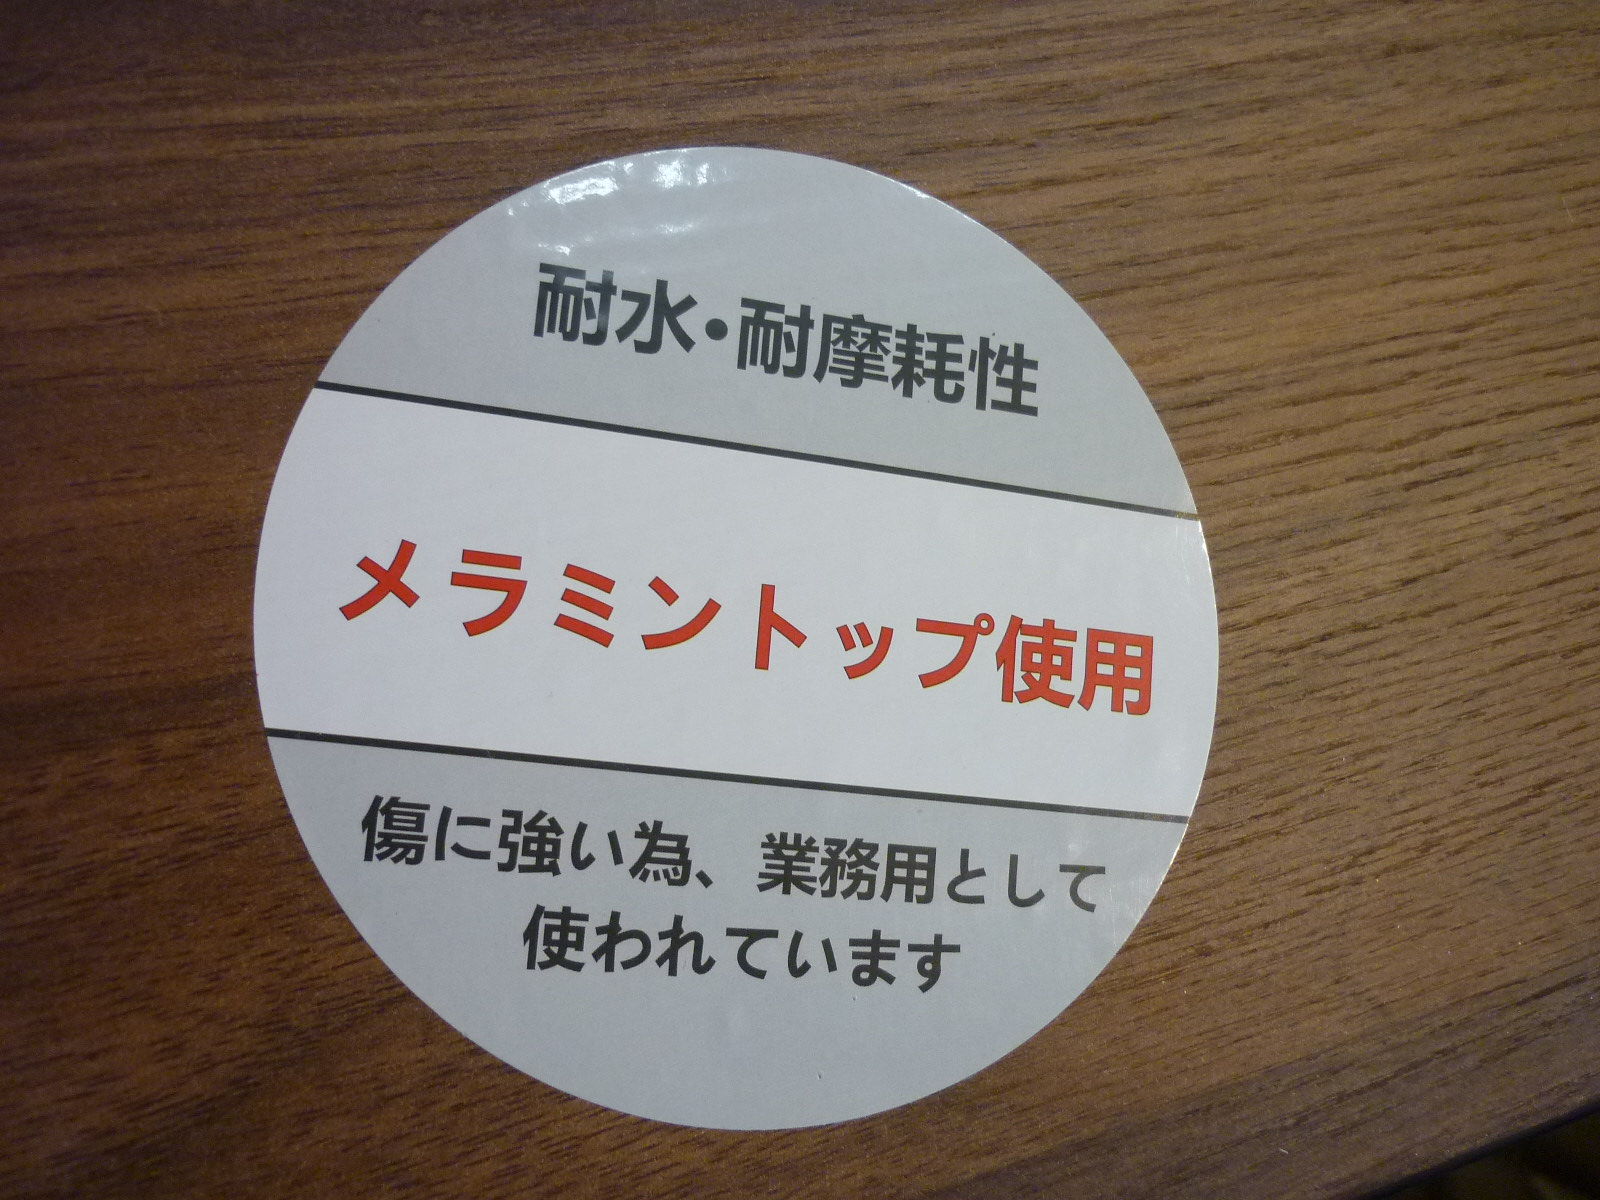 耐水・耐摩耗性
メラミントップ使用
傷に強い為、業務用として
使われています